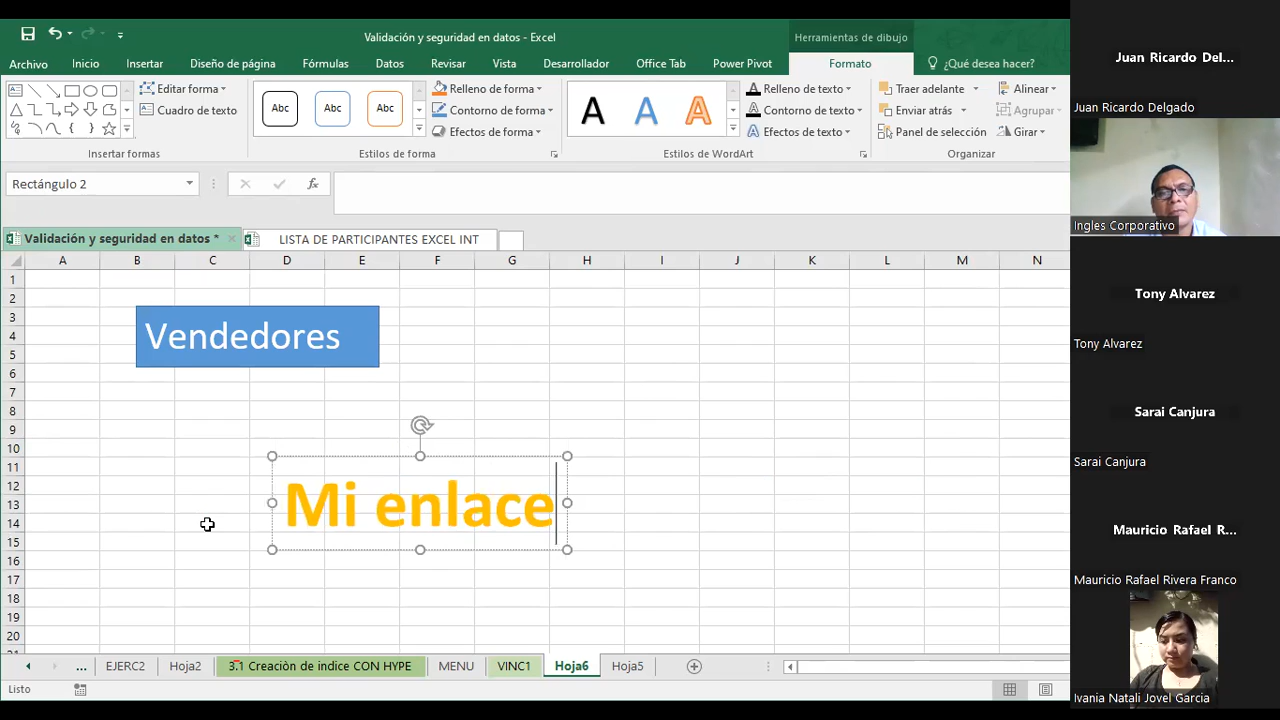 Validación y seguridad en datos - Excel
Herramientas de dibujo
Archivo Inicio Insertar Diseño de página Fórmulas Datos Revisar Vista Desarrollador Office Tab Power Pivot Formato ¿Qué desea hacer?
Editar forma
Cuadro de texto
Insertar formas
Abc Abc Abc
Relleno de forma
Contorno de forma
Efectos de forma
Estilos de forma
A A A
Relleno de texto
Contorno de texto
Efectos de texto
Estilos de WordArt
Traer adelante
Enviar atrás
Panel de selección
Alinear
Agrupar
Girar
Organizar
Rectángulo 2
fx
Validación y seguridad en datos *
LISTA DE PARTICIPANTES EXCEL INT
A B C D E F G H I J K L M N
1
2
3
4
5
6
7
8
9
10
11
12
13
14
15
16
17
18
19
20
Vendedores
Mi enlace
... EJERC2 Hoja2 3.1 Creaciòn de indice CON HYPE MENU VINC1 Hoja6 Hoja5
Listo
Juan Ricardo Del...
Juan Ricardo Delgado
Ingles Corporativo
Tony Alvarez
Tony Alvarez
Sarai Canjura
Sarai Canjura
Mauricio Rafael R...
Mauricio Rafael Rivera Franco
Ivania Natali Jovel Garcia